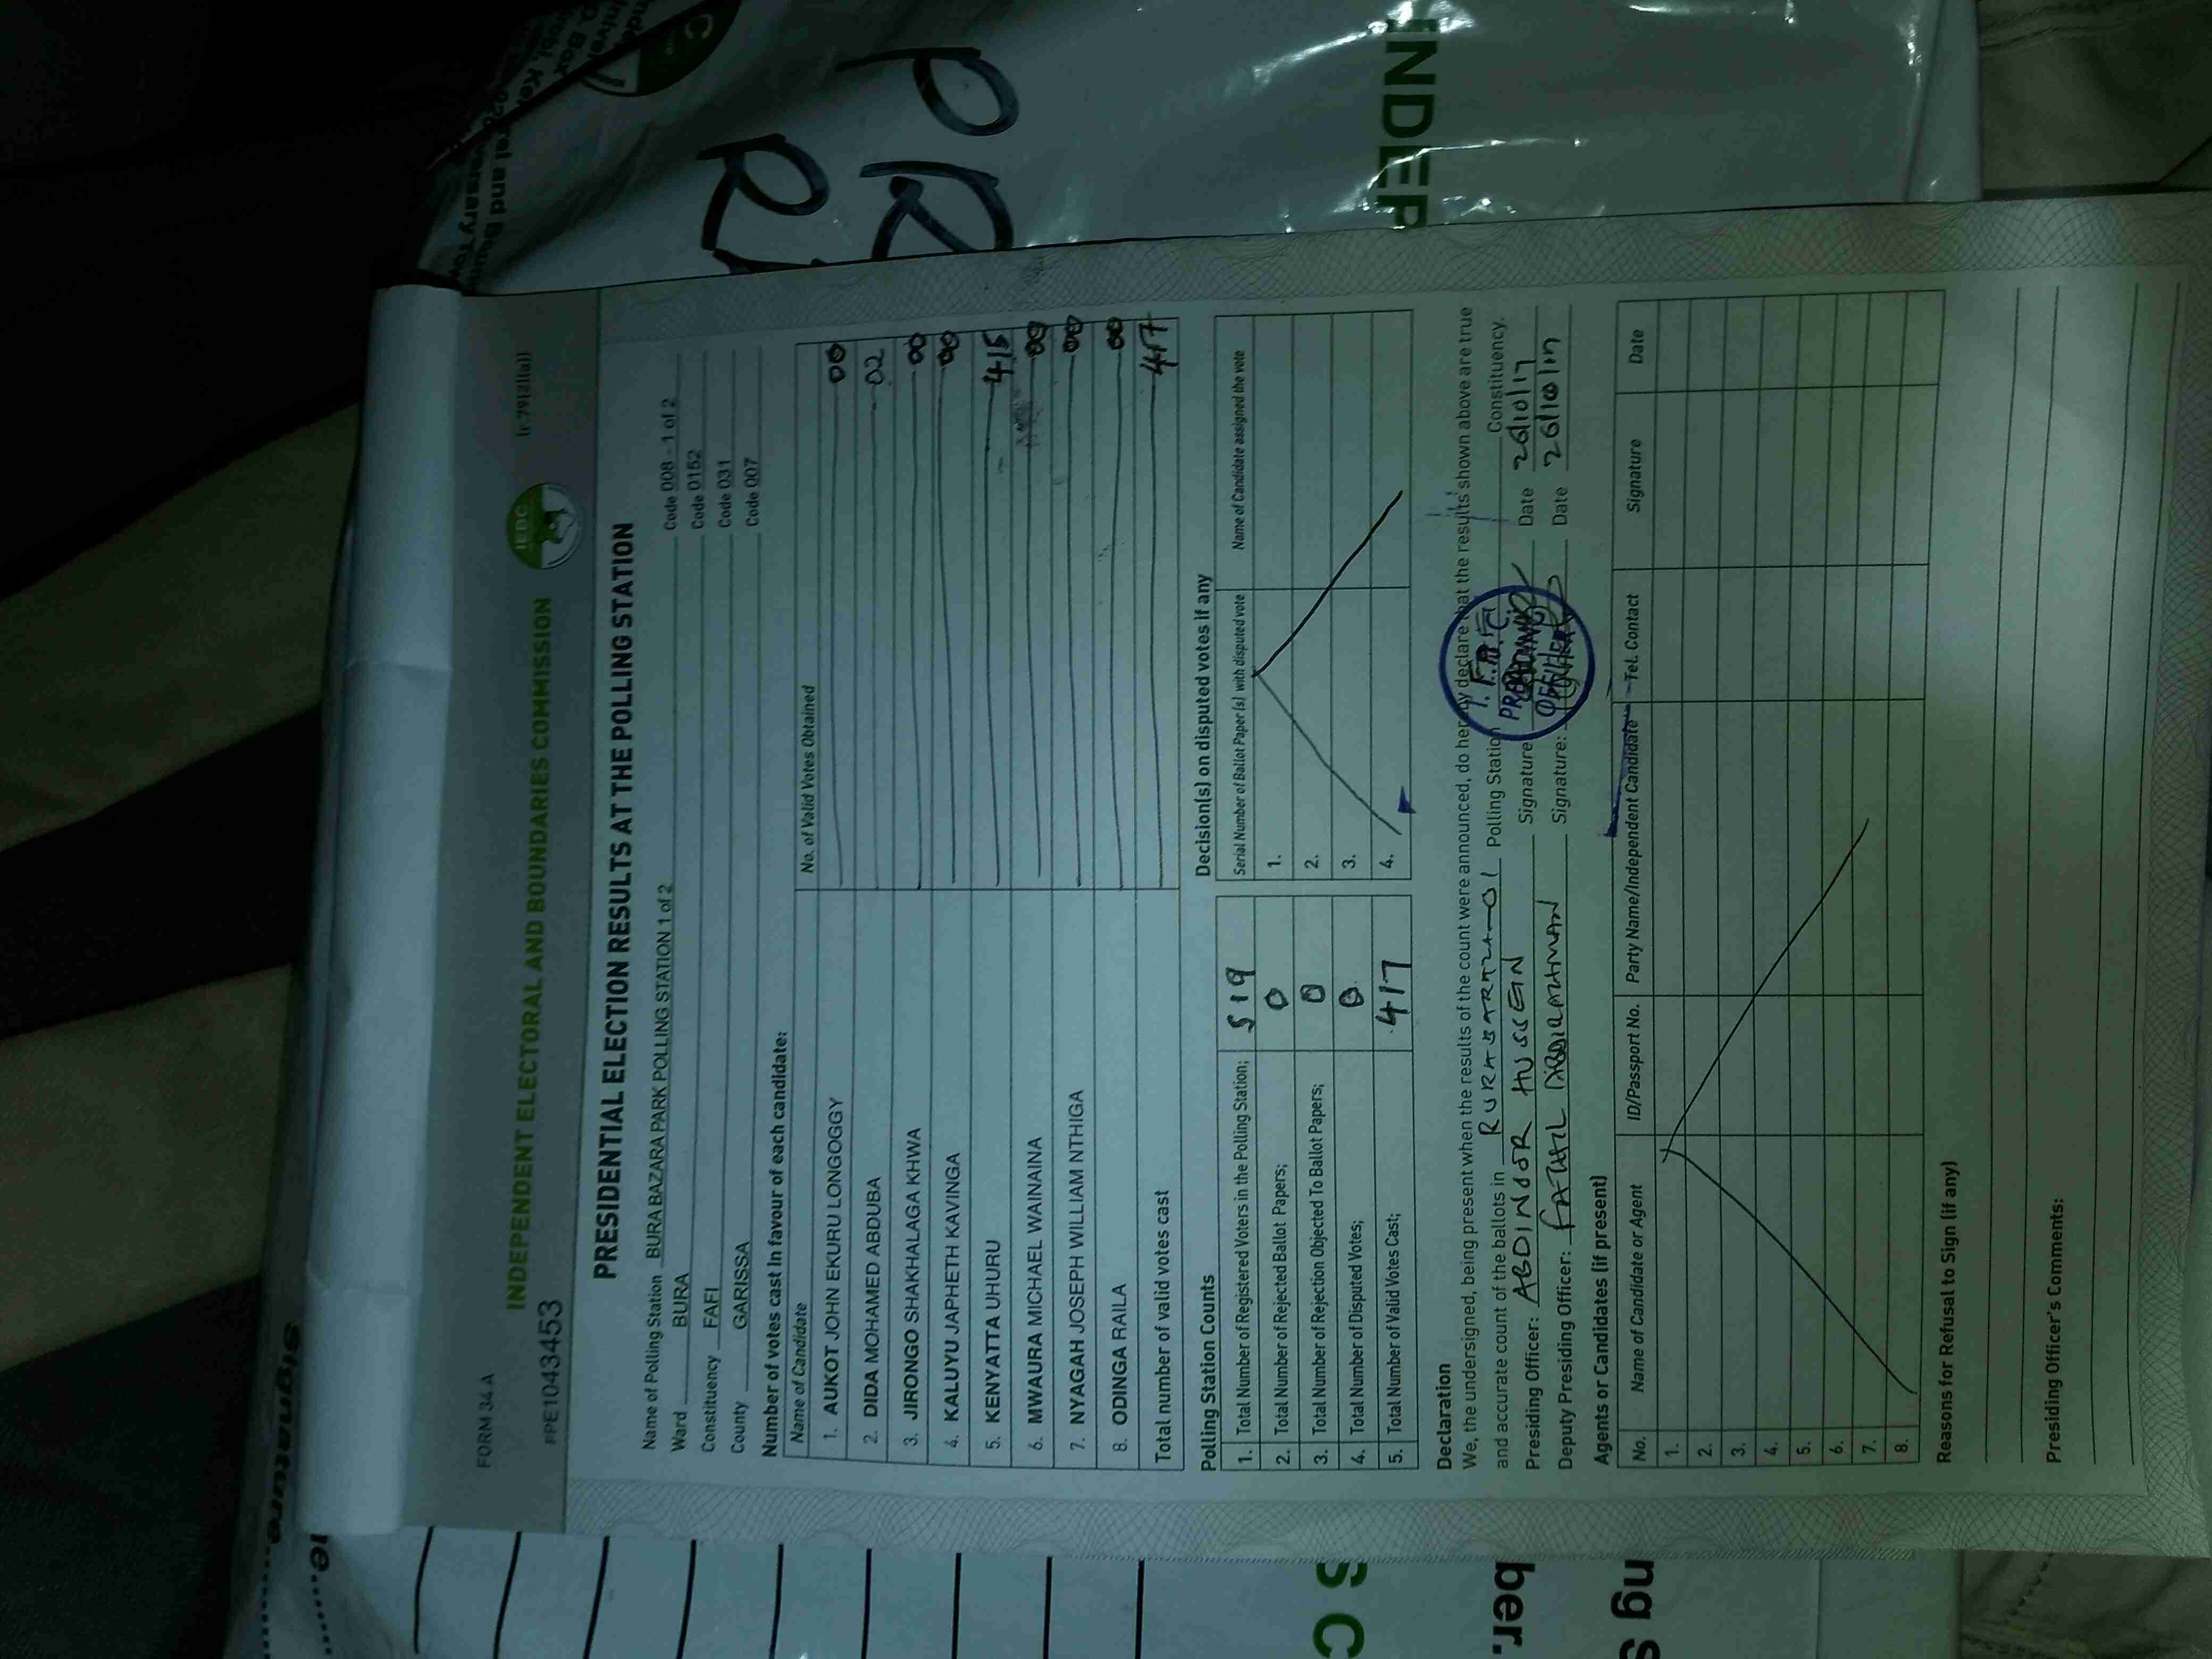 FORM 34 A
INDEPENDENT ELECTORAL AND BOUNDARIES COMMISSION
IEBC
(r.79(2)(a))
FPE1043453
PRESIDENTIAL ELECTION RESULTS AT THE POLLING STATION
Name of Polling Station BURA BAZARA PARK POLLING STATION 1 of 2 Code 008 - 1 of 2
Ward BURA Code 0152
Constituency FAFI Code 031
County GARISSA Code 007
Number of votes cast in favour of each candidate:
Name of Candidate No. of Valid Votes Obtained
1. AUKOT JOHN EKURU LONGOGGY 00
2. DIDA MOHAMED ABDUBA 02
3. JIRONGO SHAKHALAGA KHWA 00
4. KALUYU JAPHETH KAVINGA 00
5. KENYATTA UHURU 415
6. MWAURA MICHAEL WAINAINA 00
7. NYAGAH JOSEPH WILLIAM NTHIGA 00
8. ODINGA RAILA 00
Total number of valid votes cast 417
Polling Station Counts
1. Total Number of Registered Voters in the Polling Station; 519
2. Total Number of Rejected Ballot Papers; 0
3. Total Number of Rejection Objected To Ballot Papers; 0
4. Total Number of Disputed Votes; 0
5. Total Number of Valid Votes Cast; 417
Decision(s) on disputed votes if any
Serial Number of Ballot Paper (s) with disputed vote Name of Candidate assigned the vote
1.
2.
3.
4.
Declaration
We, the undersigned, being present when the results of the count were announced, do hereby declare that the results shown above are true
and accurate count of the ballots in Polling Station Constituency.
Presiding Officer: ABDINOOR HUSSEIN Signature Date 26/10/17
Deputy Presiding Officer: FATHIL ABDIRAHMAN Signature: Date 26/10/17
Agents or Candidates (if present)
No. Name of Candidate or Agent ID/Passport No. Party Name/Independent Candidate Tel. Contact Signature Date
1.
2.
3.
4.
5.
6.
7.
8.
Reasons for Refusal to Sign (if any)
Presiding Officer's Comments:
INDEP
PR
signature
S C
ber.
ng S